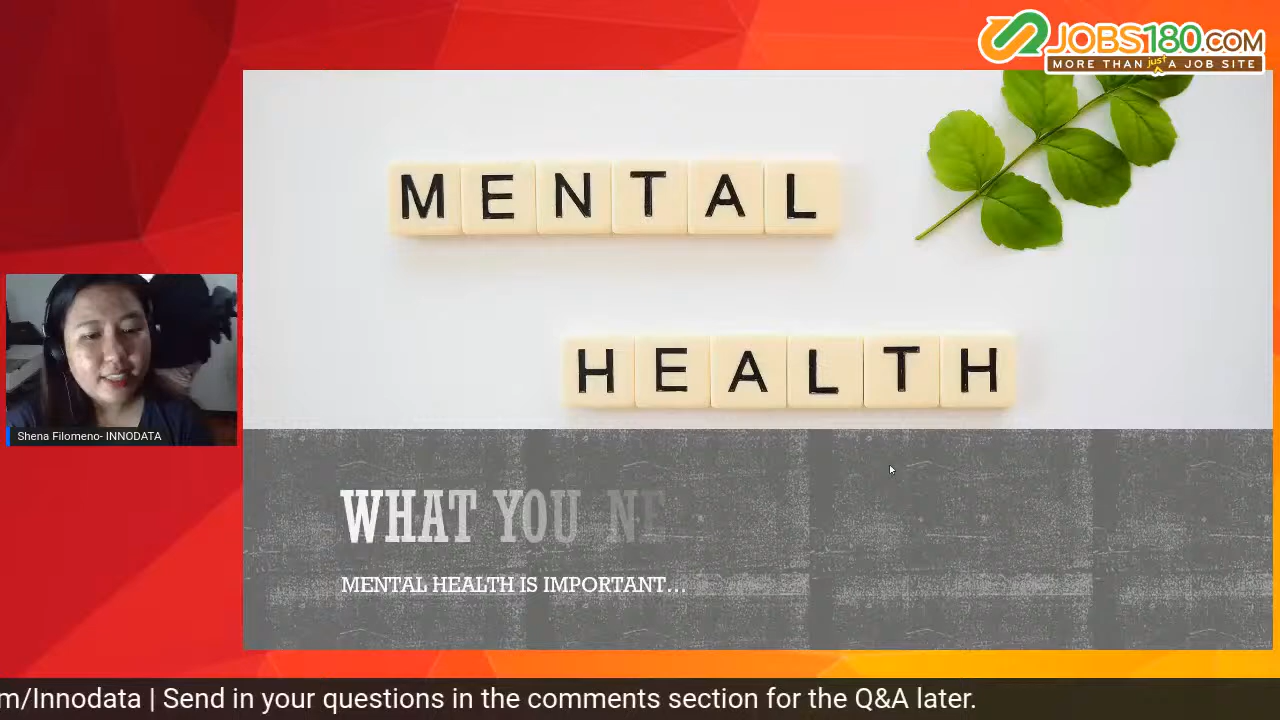 JOBS180.COM
MORE THAN just A JOB SITE
MENTAL
HEALTH
Shena Filomeno- INNODATA
WHAT YOU NE
MENTAL HEALTH IS IMPORTANT...
m/Innodata | Send in your questions in the comments section for the Q&A later.